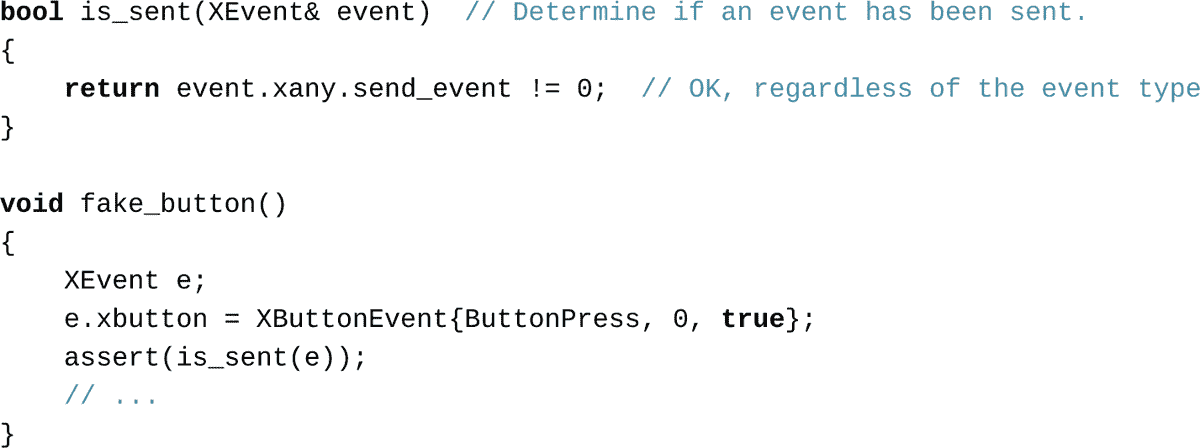 bool is_sent(XEvent& event)  // Determine if an event has been sent.
{
    return event.xany.send_event != 0;  // OK, regardless of the event type
}

void fake_button()
{
    XEvent e;
    e.xbutton = XButtonEvent{ButtonPress, 0, true};
    assert(is_sent(e));
    // ...
}